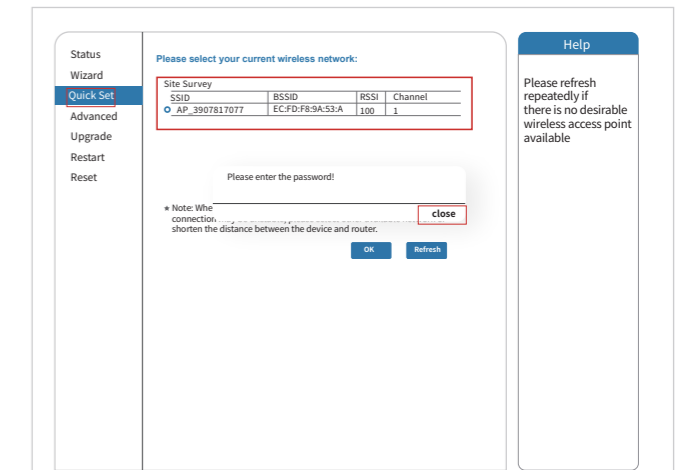 Status
Wizard
Quick Set
Advanced
Upgrade
Restart
Reset
Please select your current wireless network:
Site Survey
SSID BSSID RSSI Channel
AP_3907817077 EC:FD:F8:9A:53:A 100 1
Please enter the password!
close
* Note: Whe
connection
shorten the distance between the device and router.
OK Refresh
Help
Please refresh
repeatedly if
there is no desirable
wireless access point
available